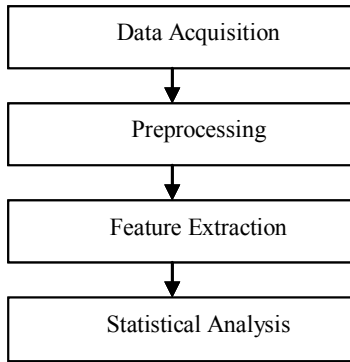 Data Acquisition
Preprocessing
Feature Extraction
Statistical Analysis